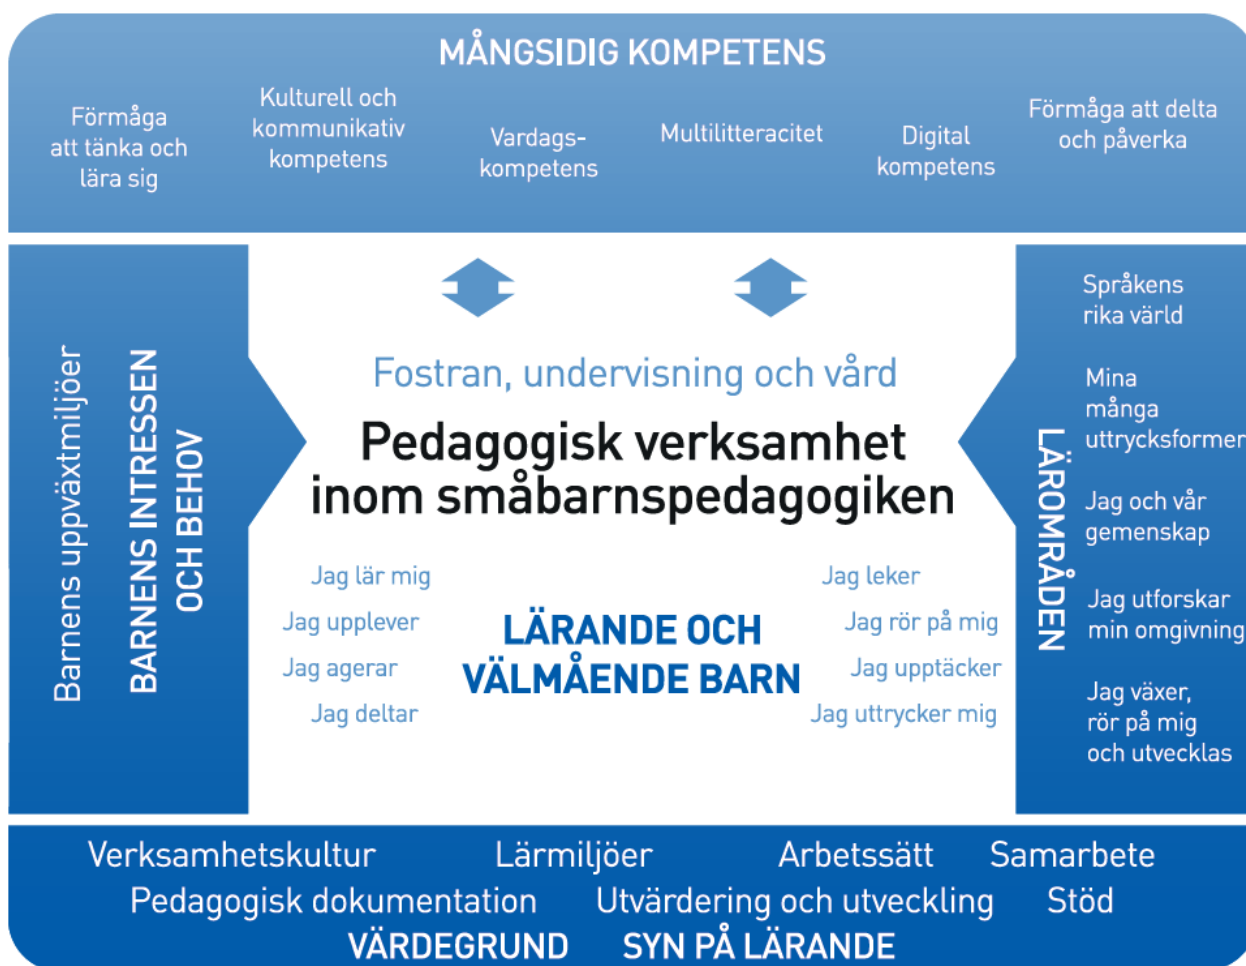 MÅNGSIDIG KOMPETENS
Förmåga
att tänka och
lära sig
Kulturell och
kommunikativ
kompetens
Vardags-
kompetens
Multilitteracitet
Digital
kompetens
Förmåga att delta
och påverka
Barnens uppväxtmiljöer
BARNENS INTRESSEN
OCH BEHOV
Fostran, undervisning och vård
Pedagogisk verksamhet
inom småbarnspedagogiken
Jag lär mig
Jag upplever
Jag agerar
Jag deltar
LÄRANDE OCH
VÄLMÅENDE BARN
Jag leker
Jag rör på mig
Jag upptäcker
Jag uttrycker mig
LÄROMRÅDEN
Språkens
rika värld
Mina
många
uttrycksformer
Jag och vår
gemenskap
Jag utforskar
min omgivning
Jag växer,
rör på mig
och utvecklas
Verksamhetskultur Lärmiljöer Arbetssätt Samarbete
Pedagogisk dokumentation Utvärdering och utveckling Stöd
VÄRDEGRUND SYN PÅ LÄRANDE